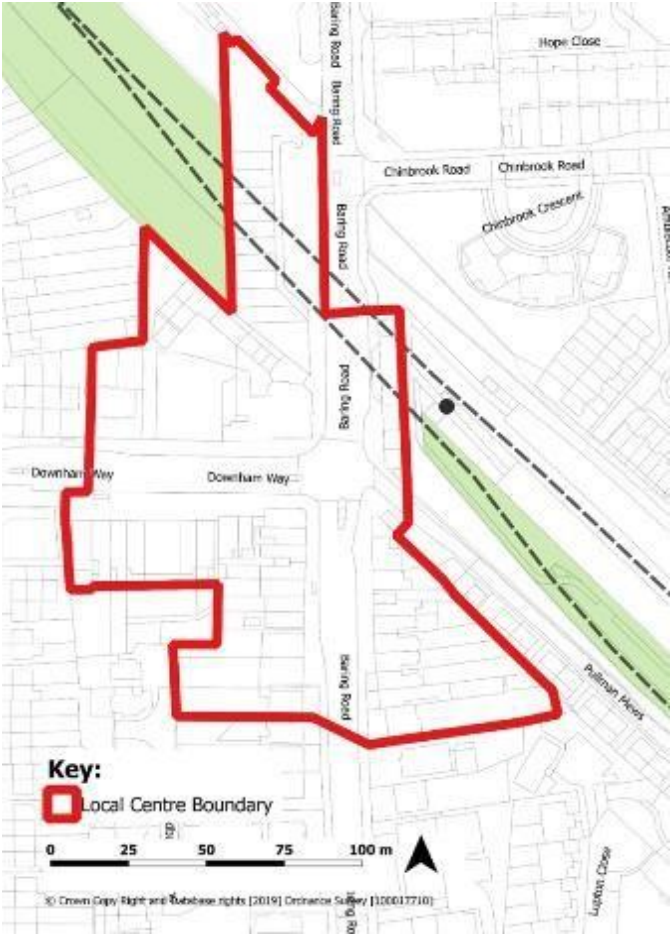 Baring Road
Hope Close
Baring Road
Chinbrook Road
Chinbrook Road
Chinbrook Crescent
Baring Road
Baring Road
Downham Way
Downham Way
Baring Road
Pullman Mews
Key:
Local Centre Boundary
0 25 50 75 100 m
Lupton Close
© Crown Copy Right and Database rights [2019] Ordnance Survey [100017710]